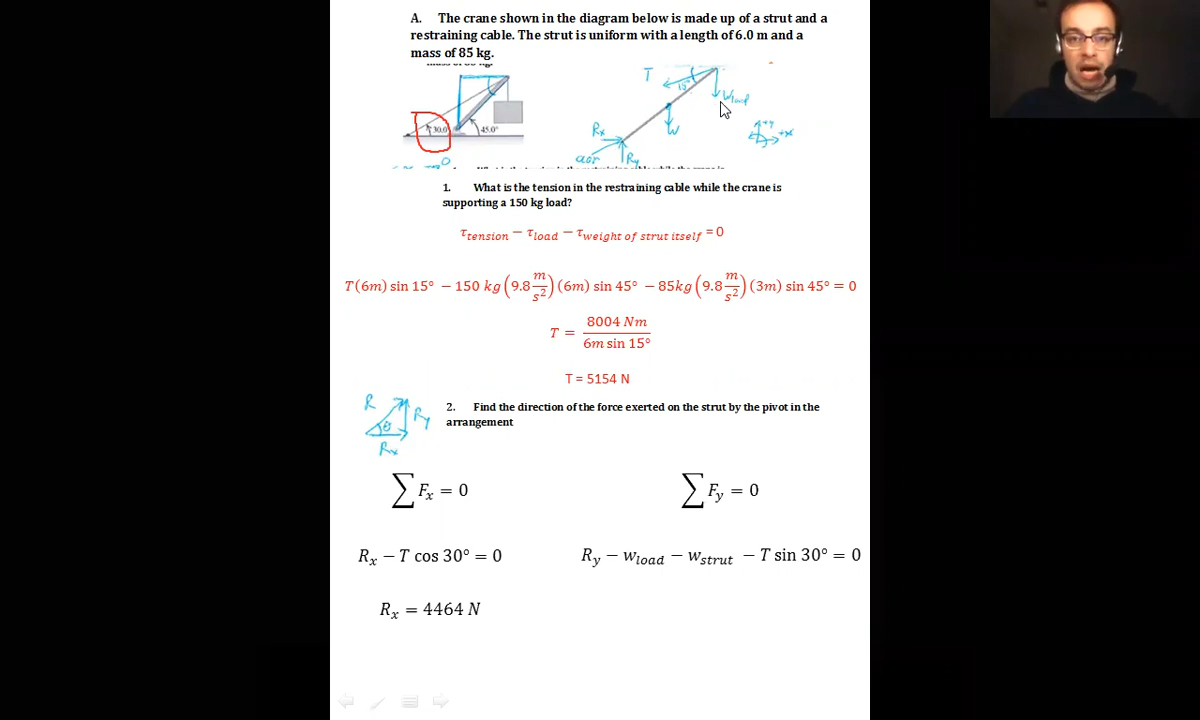 A. The crane shown in the diagram below is made up of a strut and a
restraining cable. The strut is uniform with a length of 6.0 m and a
mass of 85 kg.
30.0
45.0°
T
15°
W load
W
Rx
Ry
aor
+y
+x
1. What is the tension in the restraining cable while the crane is
supporting a 150 kg load?
τtension − τload − τweight of strut itself = 0
T(6m) sin 15° − 150 kg (9.8 m/s²) (6m) sin 45° − 85kg (9.8 m/s²) (3m) sin 45° = 0
T = 8004 Nm / 6m sin 15°
T = 5154 N
R
Ry
θ
Rx
2. Find the direction of the force exerted on the strut by the pivot in the
arrangement
∑ Fx = 0
∑ Fy = 0
Rx − T cos 30° = 0
Ry − wload − wstrut − T sin 30° = 0
Rx = 4464 N